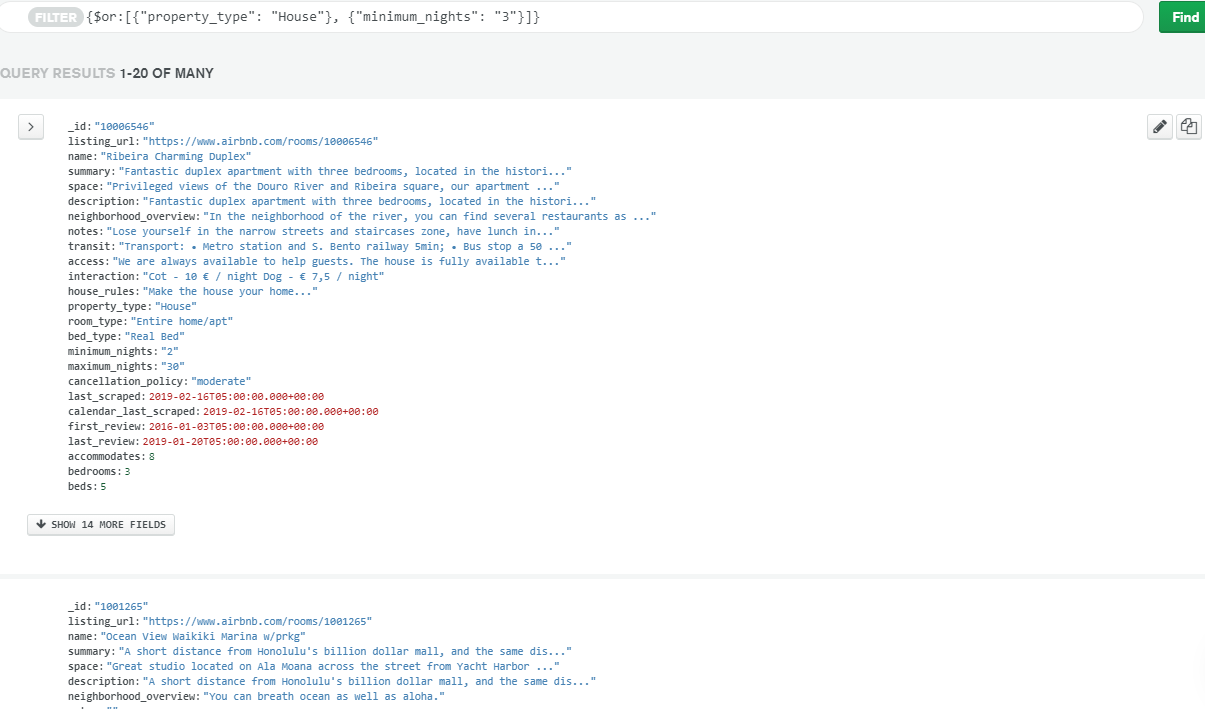 FILTER {$or:[{"property_type": "House"}, {"minimum_nights": "3"}]}
Find
QUERY RESULTS 1-20 OF MANY
_id: "10006546"
listing_url: "https://www.airbnb.com/rooms/10006546"
name: "Ribeira Charming Duplex"
summary: "Fantastic duplex apartment with three bedrooms, located in the histori..."
space: "Privileged views of the Douro River and Ribeira square, our apartment ..."
description: "Fantastic duplex apartment with three bedrooms, located in the histori..."
neighborhood_overview: "In the neighborhood of the river, you can find several restaurants as ..."
notes: "Lose yourself in the narrow streets and staircases zone, have lunch in..."
transit: "Transport: • Metro station and S. Bento railway 5min; • Bus stop a 50 ..."
access: "We are always available to help guests. The house is fully available t..."
interaction: "Cot - 10 € / night Dog - € 7,5 / night"
house_rules: "Make the house your home..."
property_type: "House"
room_type: "Entire home/apt"
bed_type: "Real Bed"
minimum_nights: "2"
maximum_nights: "30"
cancellation_policy: "moderate"
last_scraped: 2019-02-16T05:00:00.000+00:00
calendar_last_scraped: 2019-02-16T05:00:00.000+00:00
first_review: 2016-01-03T05:00:00.000+00:00
last_review: 2019-01-20T05:00:00.000+00:00
accommodates: 8
bedrooms: 3
beds: 5
SHOW 14 MORE FIELDS
_id: "1001265"
listing_url: "https://www.airbnb.com/rooms/1001265"
name: "Ocean View Waikiki Marina w/prkg"
summary: "A short distance from Honolulu's billion dollar mall, and the same dis..."
space: "Great studio located on Ala Moana across the street from Yacht Harbor ..."
description: "A short distance from Honolulu's billion dollar mall, and the same dis..."
neighborhood_overview: "You can breath ocean as well as aloha."